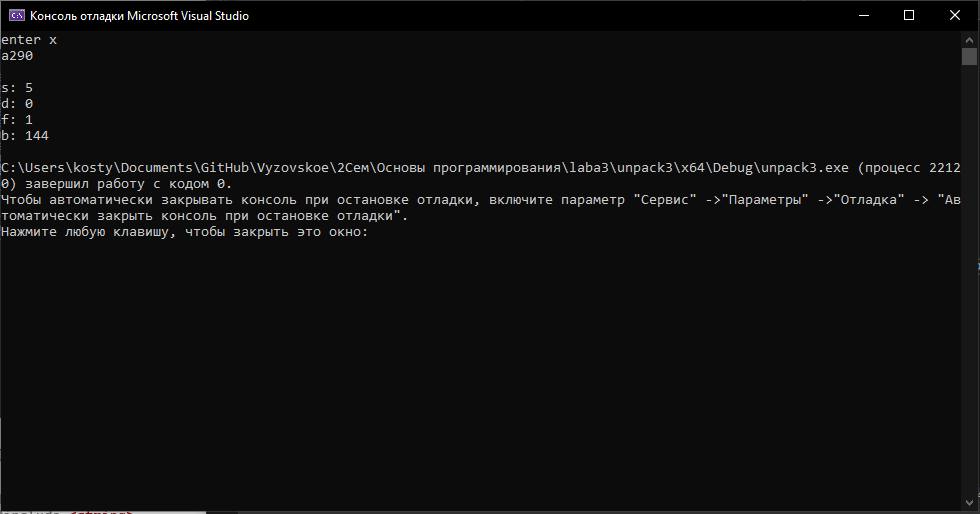 Консоль отладки Microsoft Visual Studio
enter x
a290
s: 5
d: 0
f: 1
b: 144
C:\Users\kosty\Documents\GitHub\Vyzovskoe\2Сем\Основы программирования\laba3\unpack3\x64\Debug\unpack3.exe (процесс 2212
0) завершил работу с кодом 0.
Чтобы автоматически закрывать консоль при остановке отладки, включите параметр "Сервис" ->"Параметры" ->"Отладка" -> "Ав
томатически закрыть консоль при остановке отладки".
Нажмите любую клавишу, чтобы закрыть это окно: